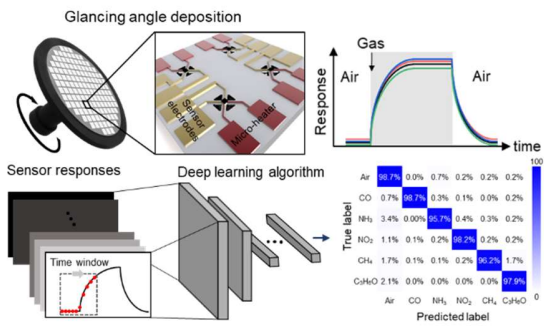 Glancing angle deposition
Sensor
electrodes
Micro-heater
Gas
Air
Air
Response
time
Sensor responses
Deep learning algorithm
Time window
True label
Air 98.7% 0.0% 0.7% 0.2% 0.2% 0.2%
CO 0.7% 98.7% 0.3% 0.1% 0.0% 0.2%
NH₃ 3.4% 0.00% 95.7% 0.4% 0.3% 0.2%
NO₂ 1.1% 0.1% 0.2% 98.2% 0.2% 0.2%
CH₄ 1.7% 0.1% 0.1% 0.2% 96.2% 1.7%
C₃H₆O 2.1% 0.0% 0.0% 0.0% 0.0% 97.9%
Air CO NH₃ NO₂ CH₄ C₃H₆O
Predicted label
100
0